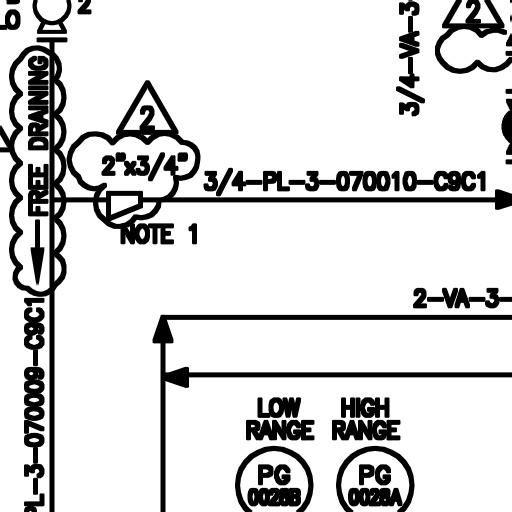 2
3/4-VA-3-
2
FREE DRAINING
2
2"x3/4"
3/4-PL-3-070010-C9C1
NOTE 1
2-VA-3-
PL-3-070009-C9C1
LOW
RANGE
HIGH
RANGE
PG
0028B
PG
0028A